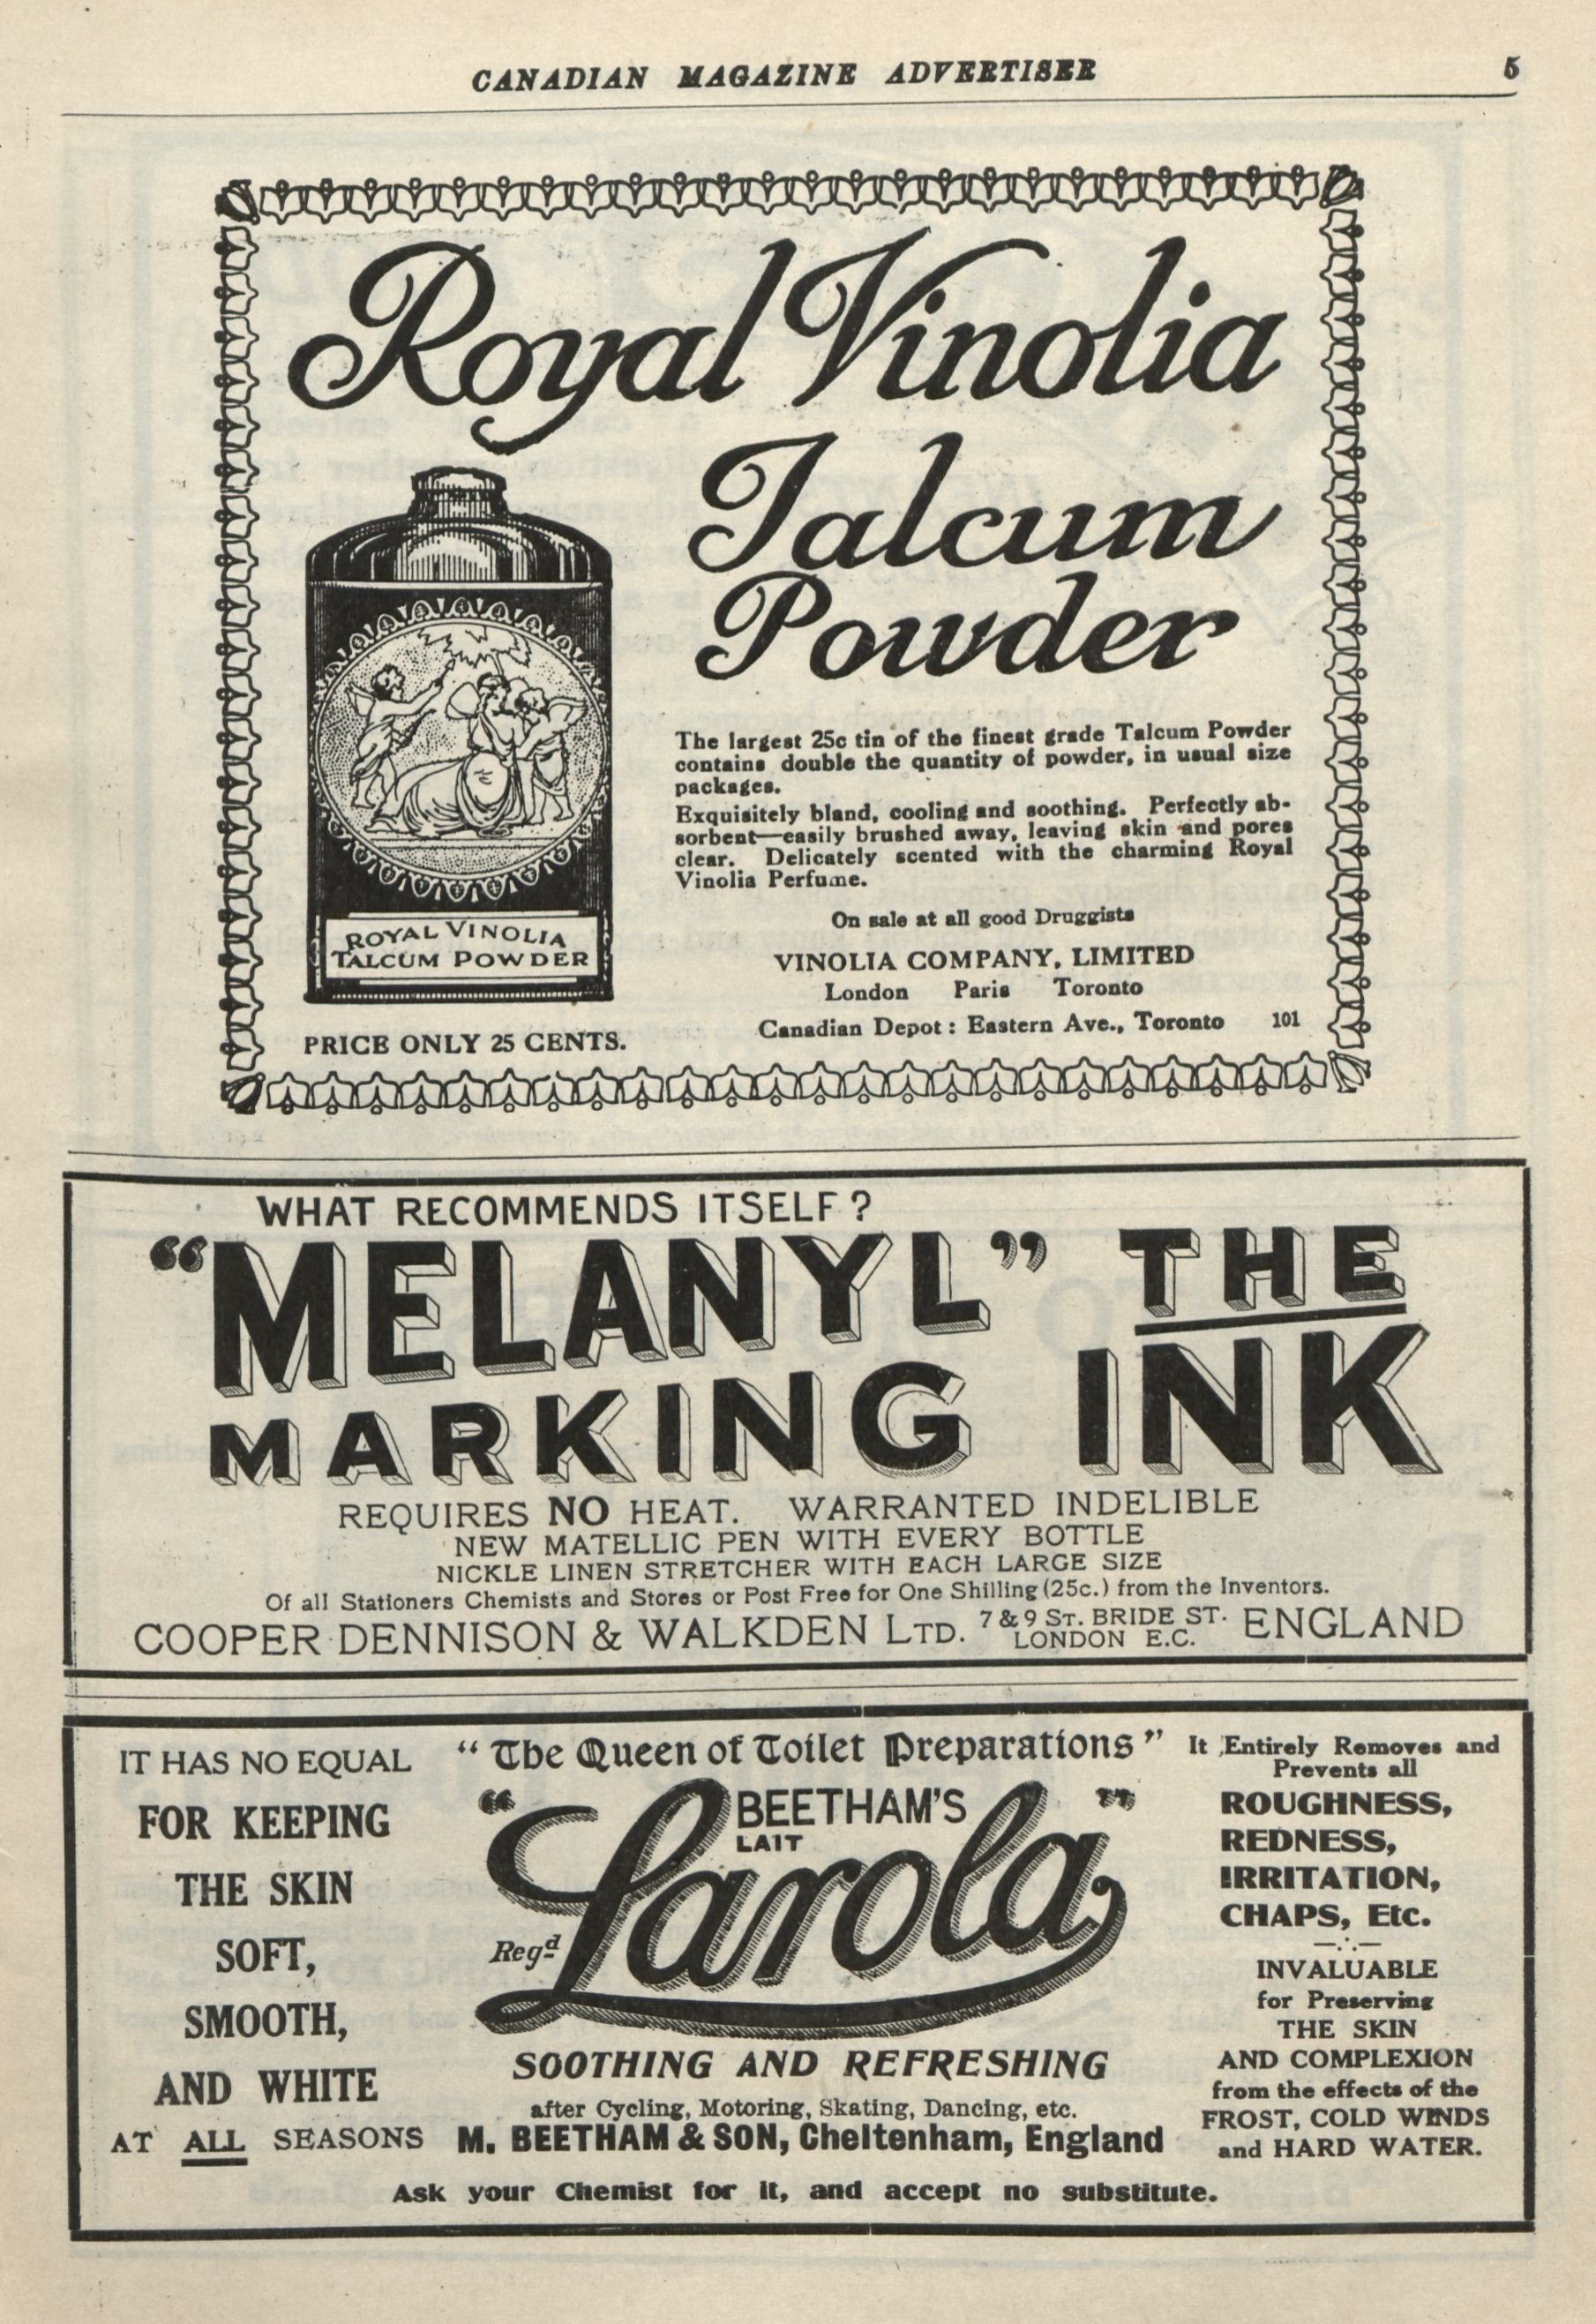 CANADIAN MAGAZINE ADVERTISER 5
Royal Vinolia
Talcum
Powder
ROYAL VINOLIA
TALCUM POWDER
PRICE ONLY 25 CENTS.
The largest 25c tin of the finest grade Talcum Powder
contains double the quantity of powder, in usual size
packages.
Exquisitely bland, cooling and soothing. Perfectly ab-
sorbent—easily brushed away, leaving skin and pores
clear. Delicately scented with the charming Royal
Vinolia Perfume.
On sale at all good Druggists
VINOLIA COMPANY, LIMITED
London Paris Toronto
Canadian Depot: Eastern Ave., Toronto 101
WHAT RECOMMENDS ITSELF?
"MELANYL" THE
MARKING INK
REQUIRES NO HEAT. WARRANTED INDELIBLE
NEW MATELLIC PEN WITH EVERY BOTTLE
NICKLE LINEN STRETCHER WITH EACH LARGE SIZE
Of all Stationers Chemists and Stores or Post Free for One Shilling (25c.) from the Inventors.
COOPER DENNISON & WALKDEN LTD. 7 & 9 ST. BRIDE ST. LONDON E.C. ENGLAND
IT HAS NO EQUAL
FOR KEEPING
THE SKIN
SOFT,
SMOOTH,
AND WHITE
AT ALL SEASONS
"The Queen of Toilet Preparations"
BEETHAM'S
LAIT
"Larola"
Regd
SOOTHING AND REFRESHING
after Cycling, Motoring, Skating, Dancing, etc.
M. BEETHAM & SON, Cheltenham, England
It Entirely Removes and
Prevents all
ROUGHNESS,
REDNESS,
IRRITATION,
CHAPS, Etc.
INVALUABLE
for Preserving
THE SKIN
AND COMPLEXION
from the effects of the
FROST, COLD WINDS
and HARD WATER.
Ask your Chemist for it, and accept no substitute.